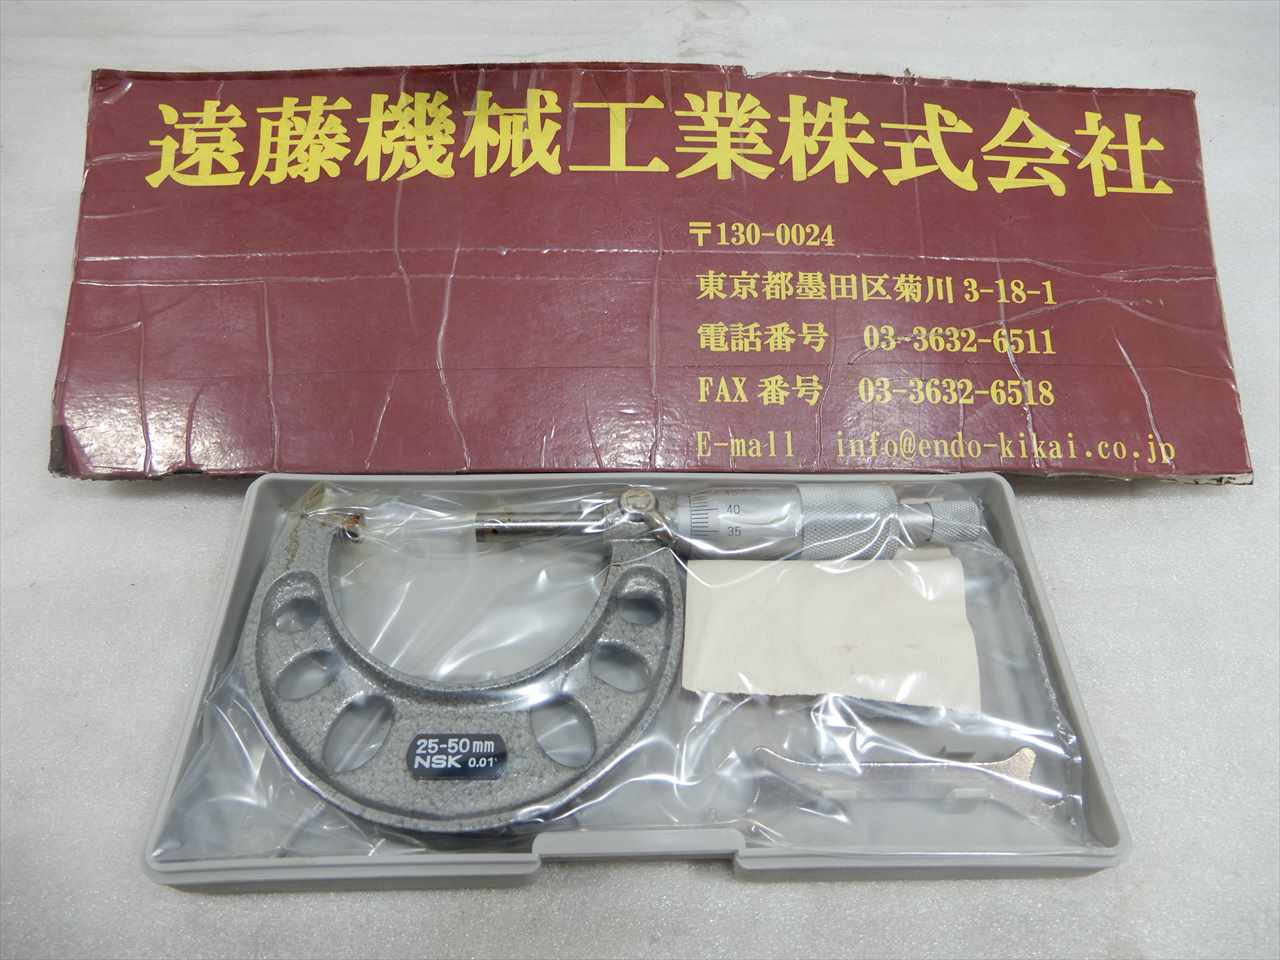 遠藤機械工業株式会社
〒130-0024
東京都墨田区菊川 3-18-1
電話番号 03-3632-6511
FAX 番号 03-3632-6518
E-mall info@endo-kikai.co.jp
40
35
25-50mm
NSK 0.01